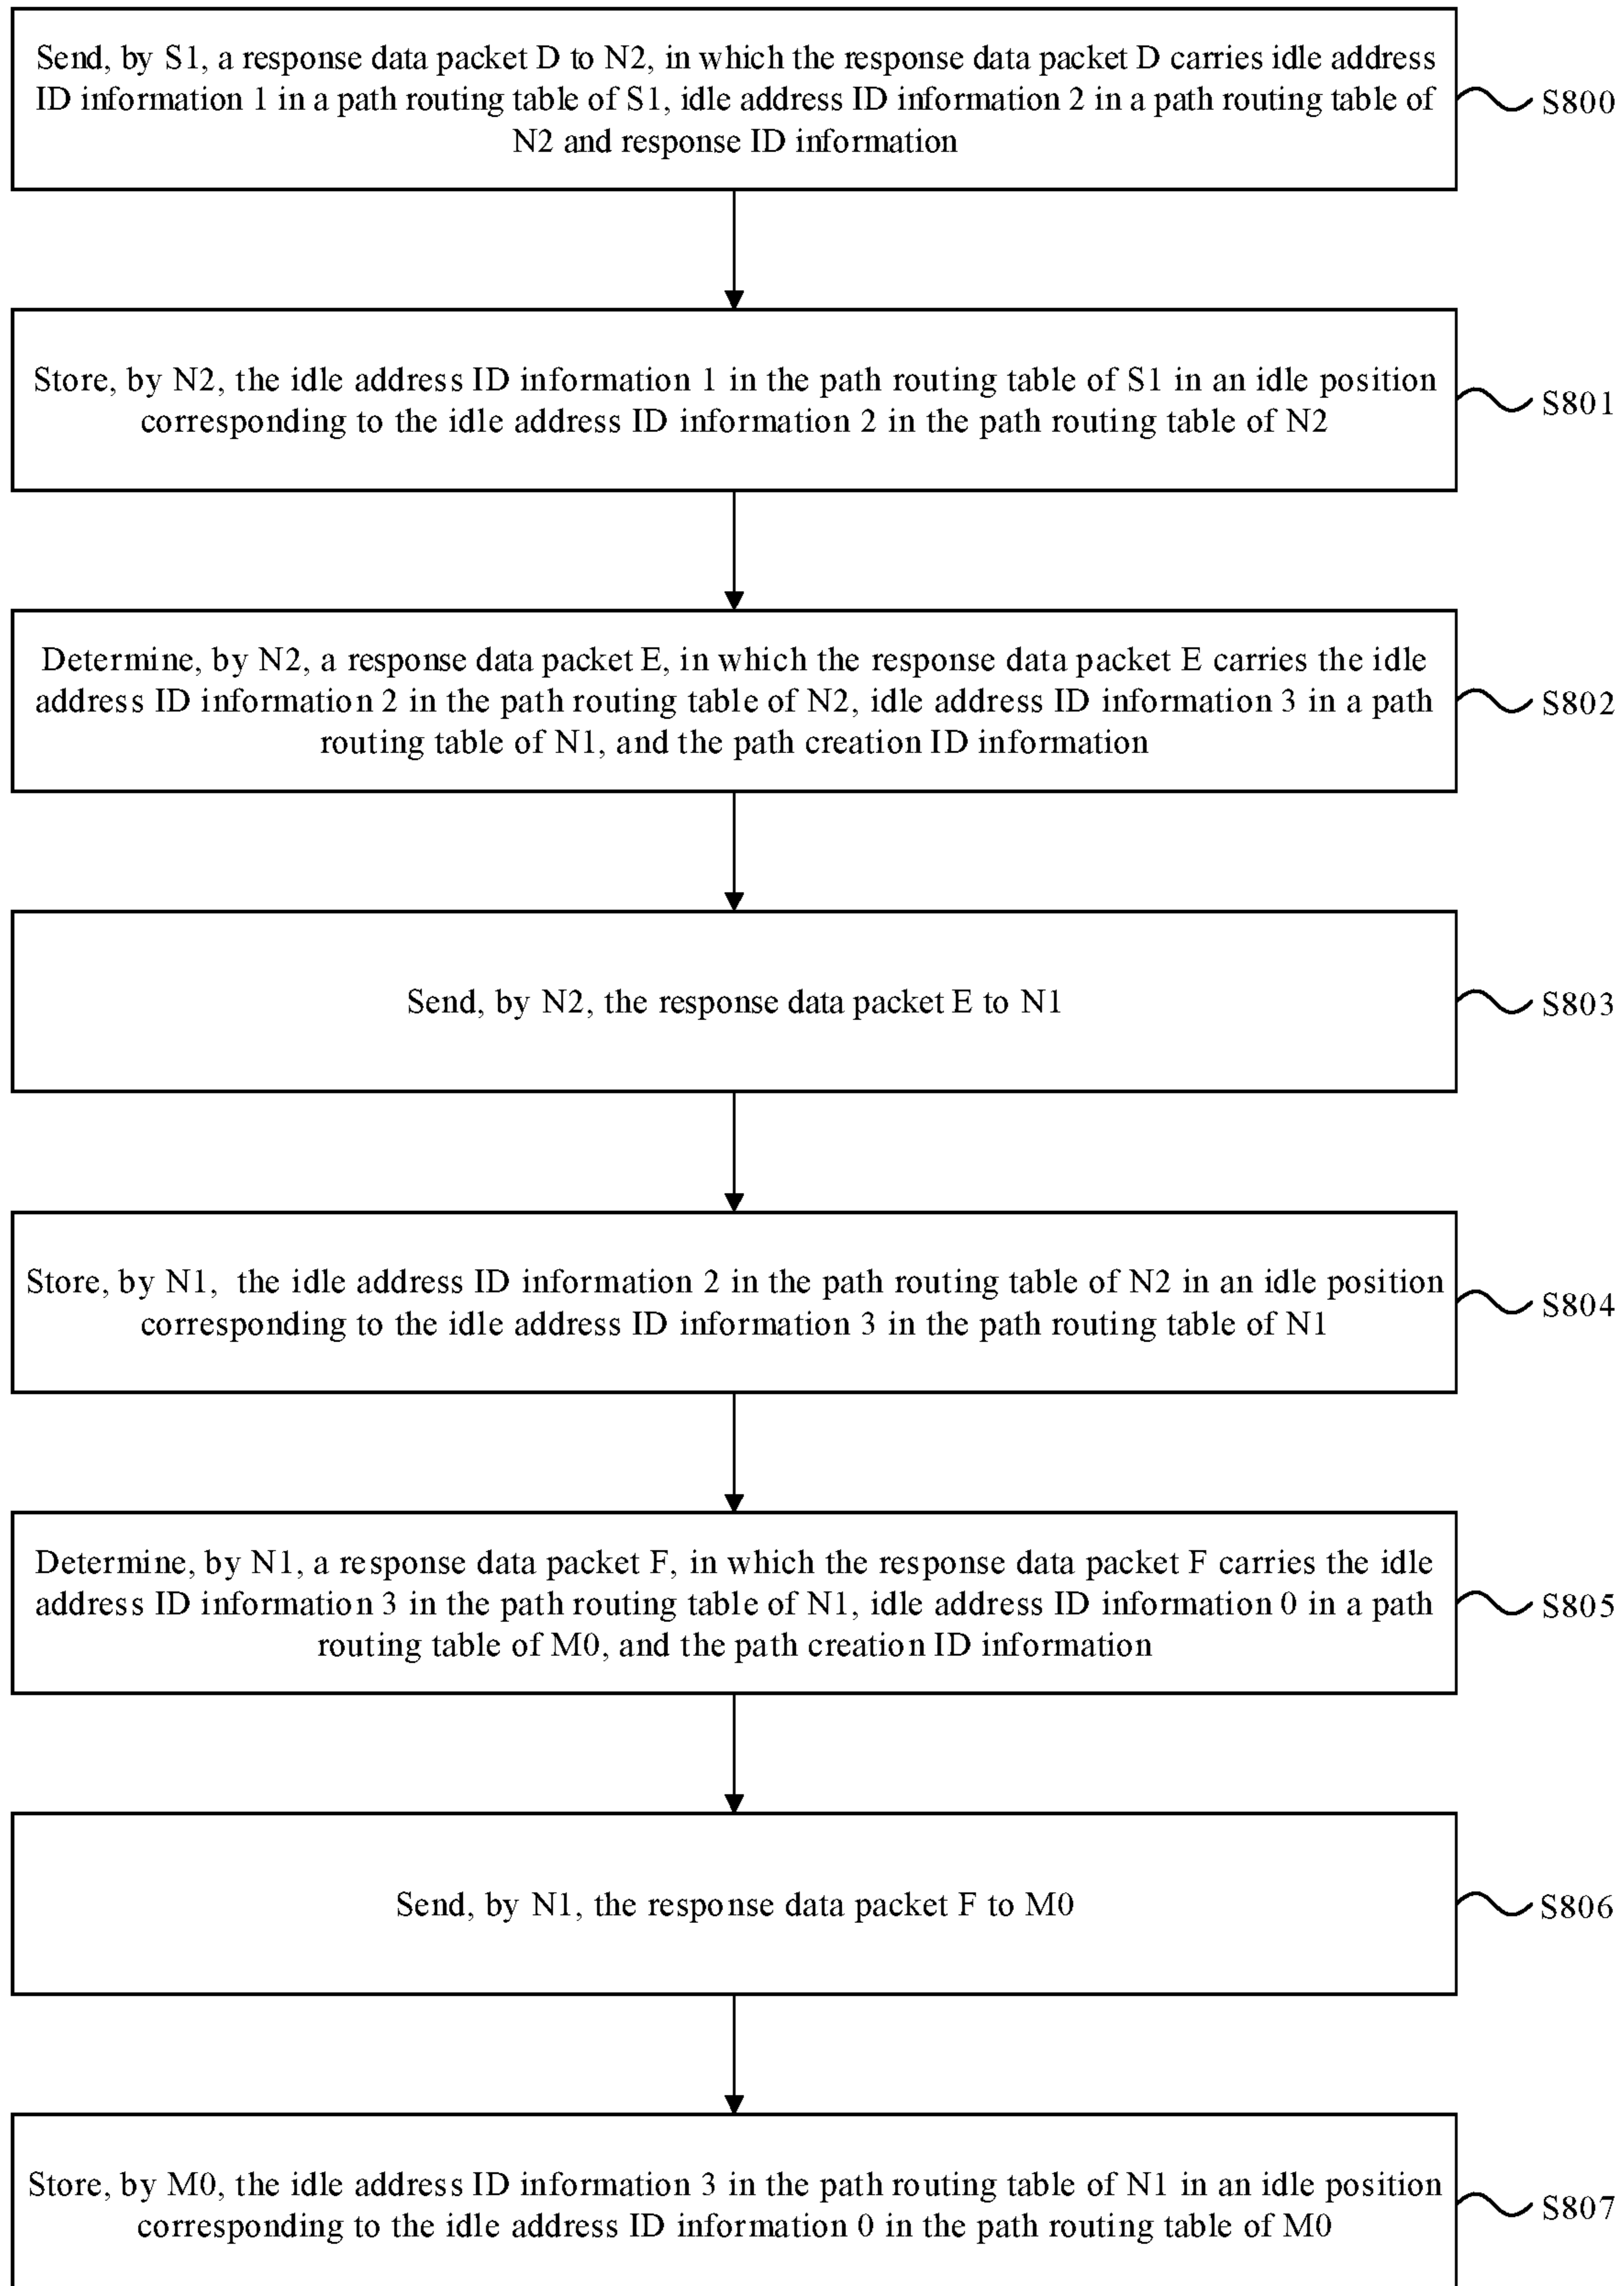 Send, by S1, a response data packet D to N2, in which the response data packet D carries idle address
ID information 1 in a path routing table of S1, idle address ID information 2 in a path routing table of
N2 and response ID information
S800
Store, by N2, the idle address ID information 1 in the path routing table of S1 in an idle position
corresponding to the idle address ID information 2 in the path routing table of N2
S801
Determine, by N2, a response data packet E, in which the response data packet E carries the idle
address ID information 2 in the path routing table of N2, idle address ID information 3 in a path
routing table of N1, and the path creation ID information
S802
Send, by N2, the response data packet E to N1
S803
Store, by N1, the idle address ID information 2 in the path routing table of N2 in an idle position
corresponding to the idle address ID information 3 in the path routing table of N1
S804
Determine, by N1, a response data packet F, in which the response data packet F carries the idle
address ID information 3 in the path routing table of N1, idle address ID information 0 in a path
routing table of M0, and the path creation ID information
S805
Send, by N1, the response data packet F to M0
S806
Store, by M0, the idle address ID information 3 in the path routing table of N1 in an idle position
corresponding to the idle address ID information 0 in the path routing table of M0
S807